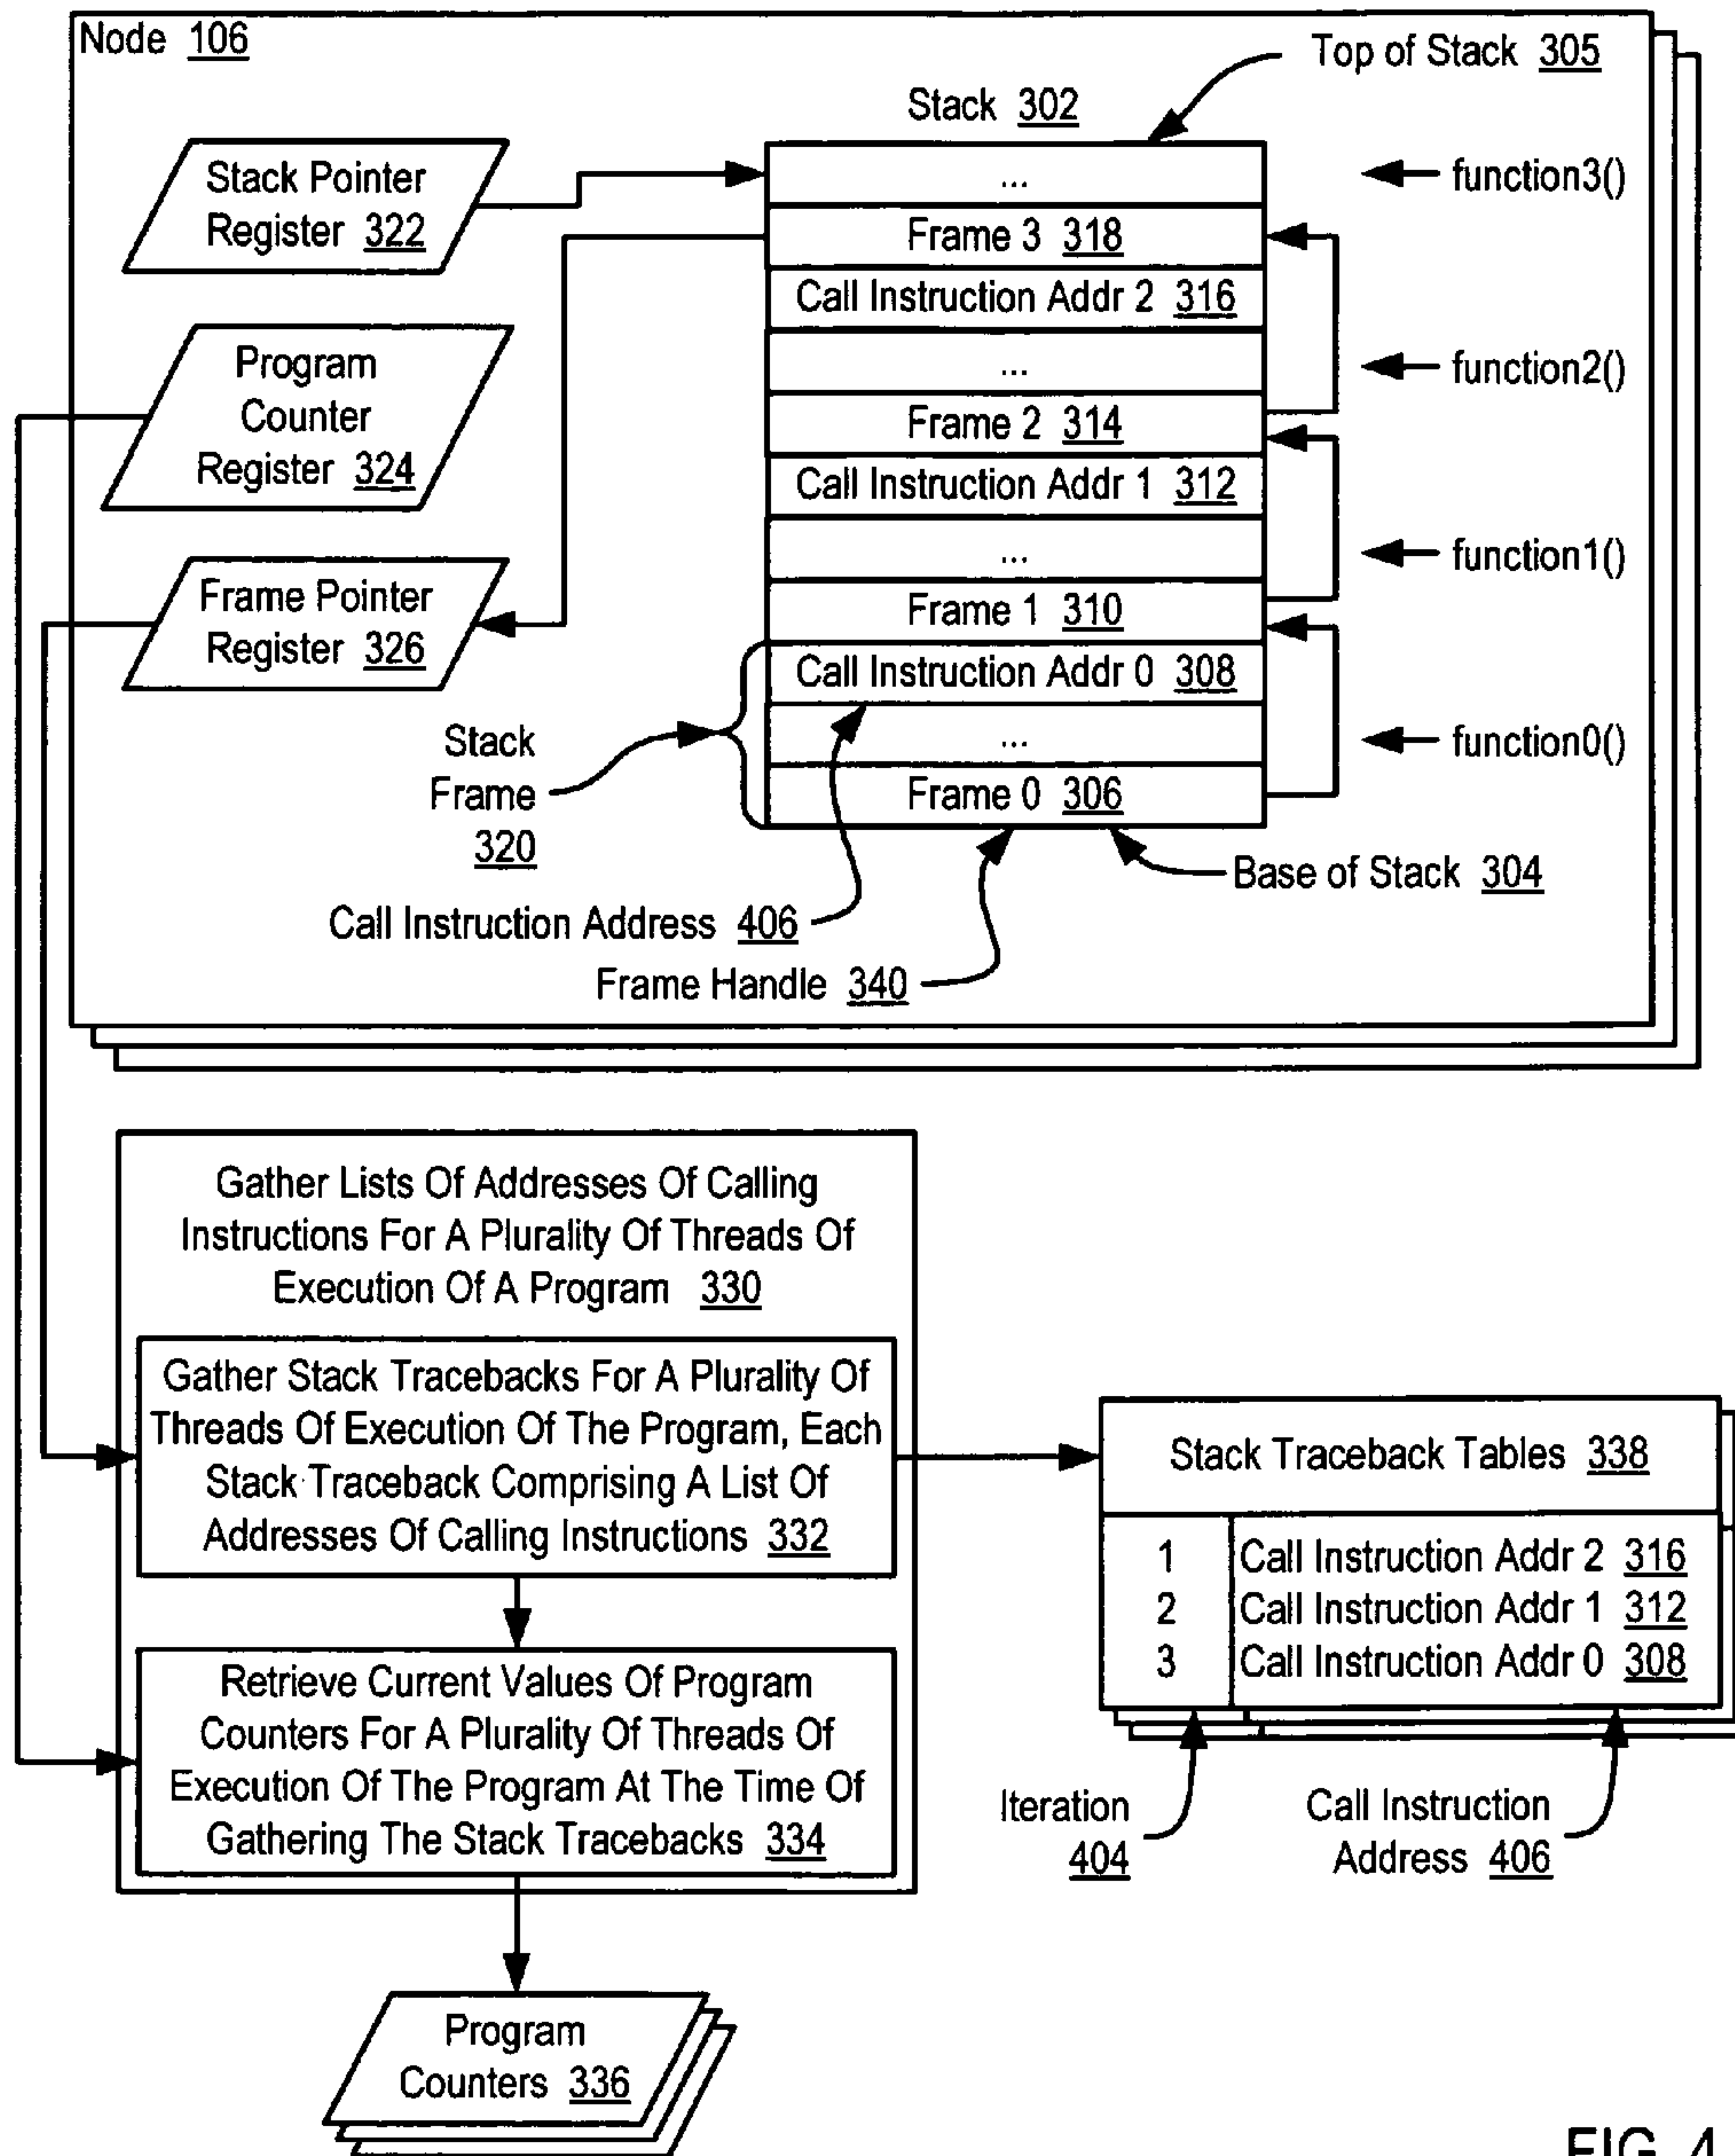 Node 106
Top of Stack 305
Stack 302
Stack Pointer
Register 322
...
function3()
Frame 3 318
Call Instruction Addr 2 316
Program
Counter
Register 324
...
function2()
Frame 2 314
Call Instruction Addr 1 312
...
function1()
Frame Pointer
Register 326
Frame 1 310
Call Instruction Addr 0 308
Stack
Frame
320
...
function0()
Frame 0 306
Base of Stack 304
Call Instruction Address 406
Frame Handle 340
Gather Lists Of Addresses Of Calling
Instructions For A Plurality Of Threads Of
Execution Of A Program 330
Gather Stack Tracebacks For A Plurality Of
Threads Of Execution Of The Program, Each
Stack Traceback Comprising A List Of
Addresses Of Calling Instructions 332
Stack Traceback Tables 338
1 Call Instruction Addr 2 316
2 Call Instruction Addr 1 312
3 Call Instruction Addr 0 308
Retrieve Current Values Of Program
Counters For A Plurality Of Threads Of
Execution Of The Program At The Time Of
Gathering The Stack Tracebacks 334
Iteration
404
Call Instruction
Address 406
Program
Counters 336
FIG. 4